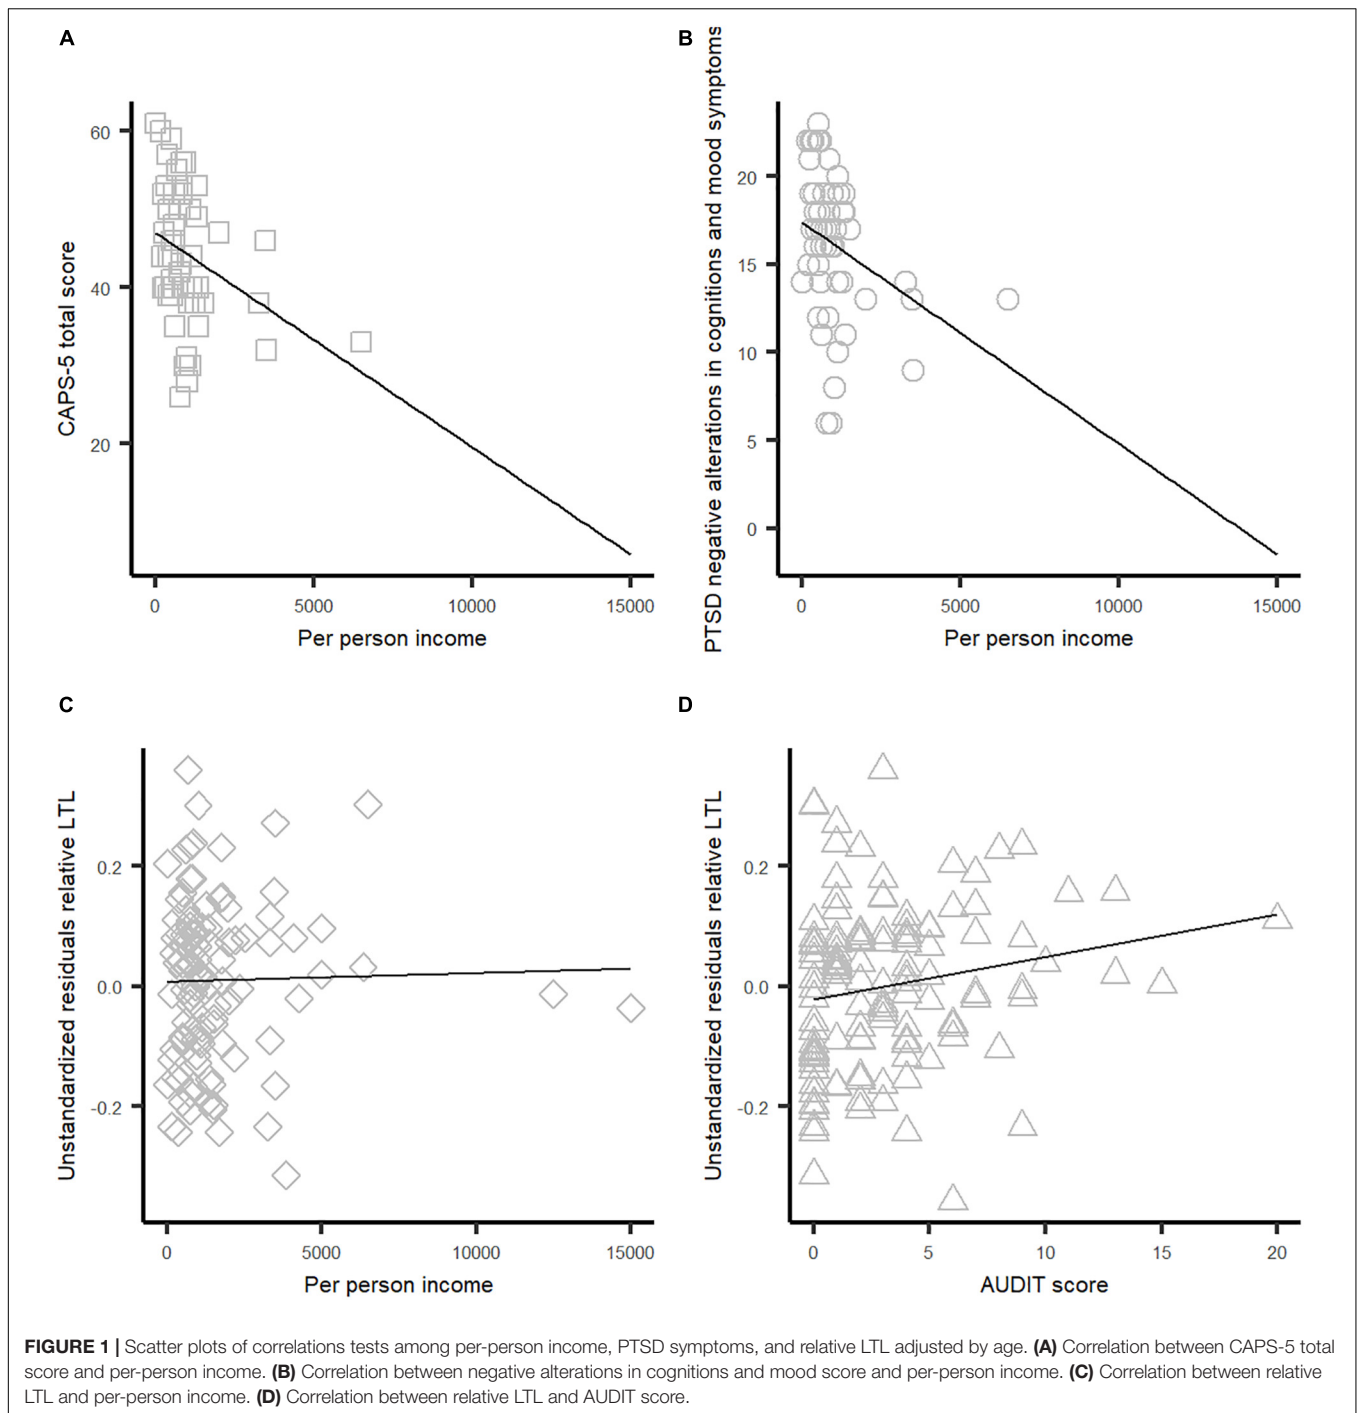 A
CAPS-5 total score
60
40
20
0
5000
10000
15000
Per person income
B
PTSD negative alterations in cognitions and mood symptoms
20
15
10
5
0
0
5000
10000
15000
Per person income
C
Unstandardized residuals relative LTL
0.2
0.0
-0.2
0
5000
10000
15000
Per person income
D
Unstandardized residuals relative LTL
0.2
0.0
-0.2
0
5
10
15
20
AUDIT score
FIGURE 1 | Scatter plots of correlations tests among per-person income, PTSD symptoms, and relative LTL adjusted by age. (A) Correlation between CAPS-5 total
score and per-person income. (B) Correlation between negative alterations in cognitions and mood score and per-person income. (C) Correlation between relative
LTL and per-person income. (D) Correlation between relative LTL and AUDIT score.